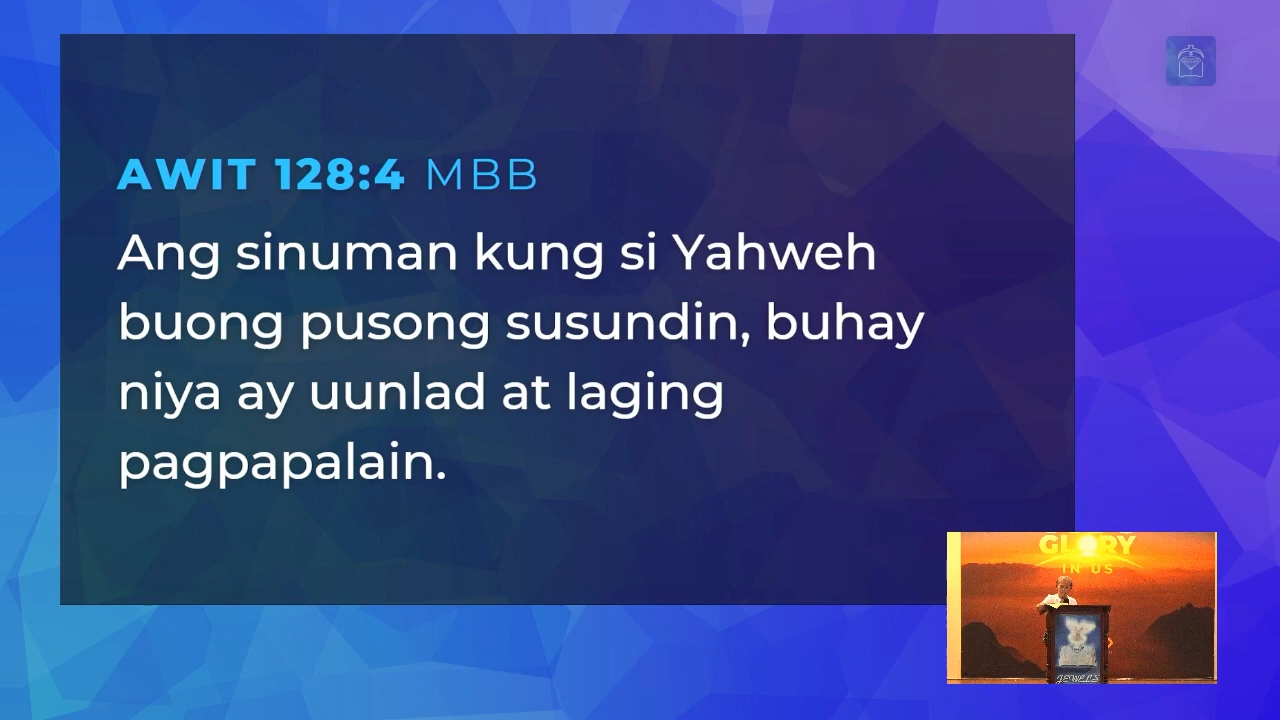 AWIT 128:4 MBB
Ang sinuman kung si Yahweh
buong pusong susundin, buhay
niya ay uunlad at laging
pagpapalain.
GLORY
IN US
JEWELS